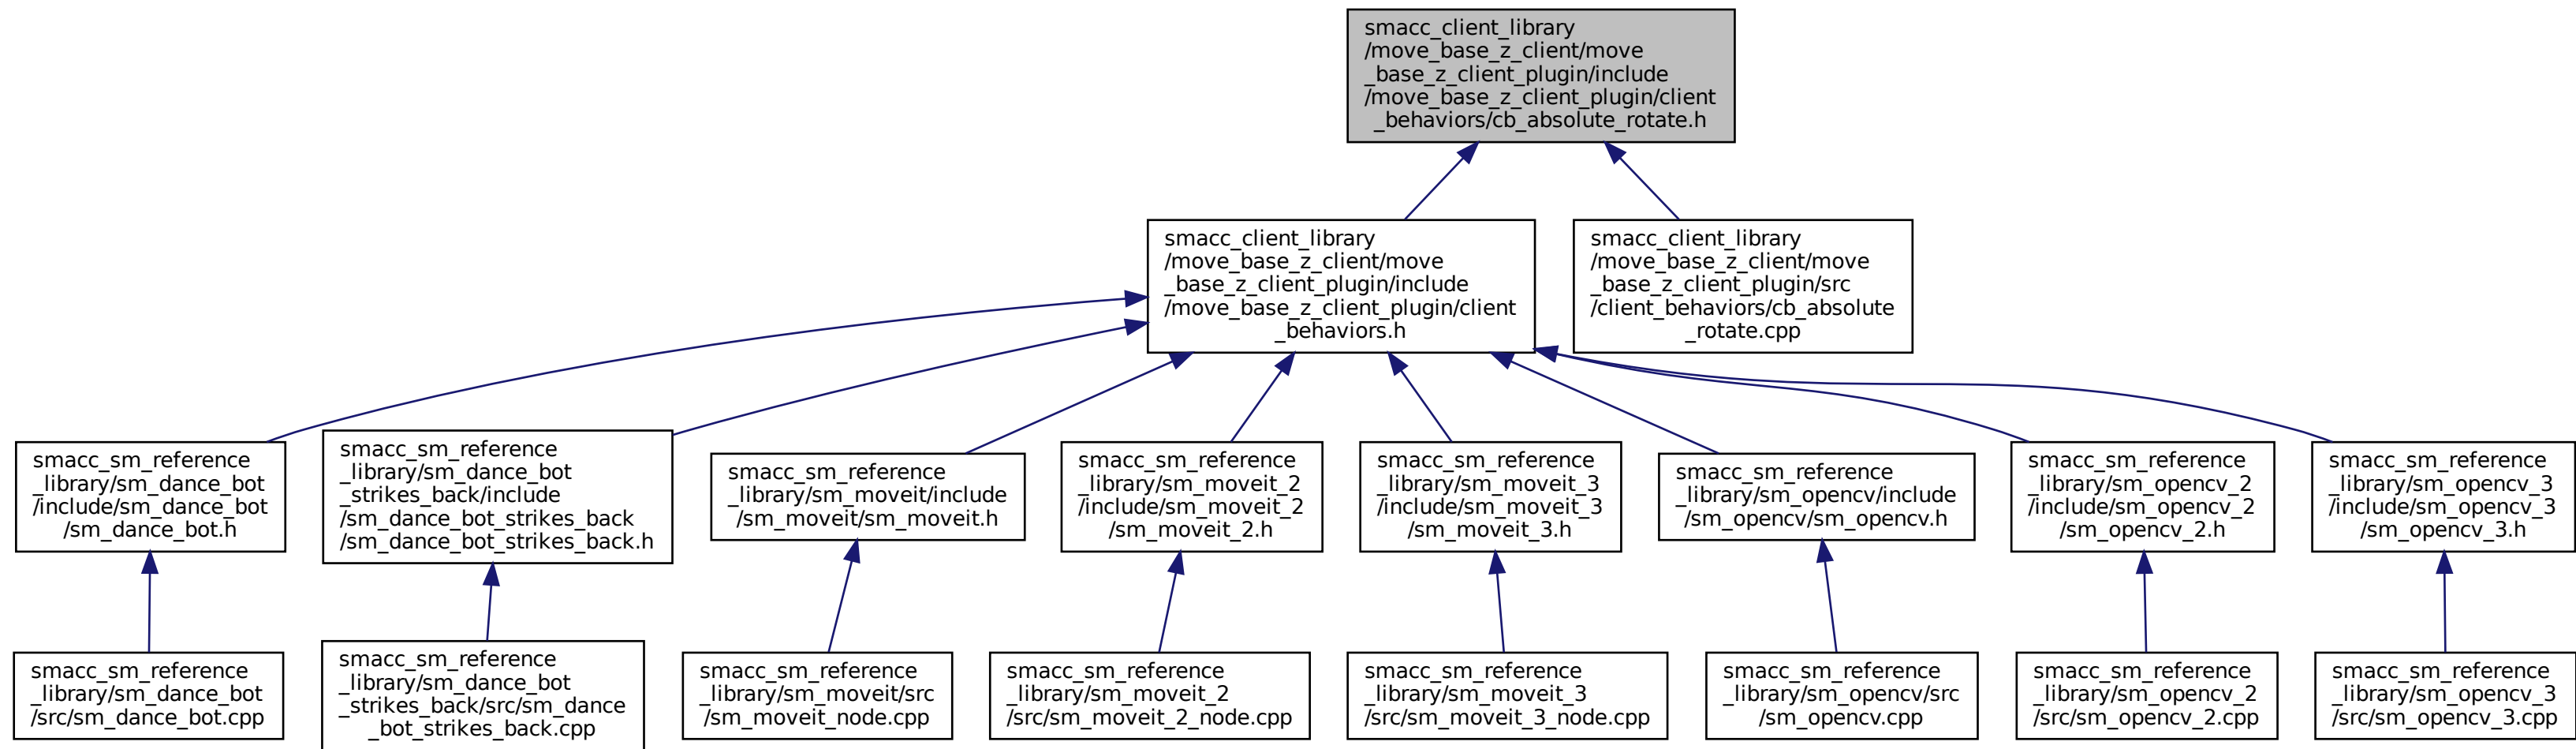 smacc_client_library
/move_base_z_client/move
_base_z_client_plugin/include
/move_base_z_client_plugin/client
_behaviors/cb_absolute_rotate.h
smacc_client_library
/move_base_z_client/move
_base_z_client_plugin/include
/move_base_z_client_plugin/client
_behaviors.h
smacc_client_library
/move_base_z_client/move
_base_z_client_plugin/src
/client_behaviors/cb_absolute
_rotate.cpp
smacc_sm_reference
_library/sm_dance_bot
/include/sm_dance_bot
/sm_dance_bot.h
smacc_sm_reference
_library/sm_dance_bot
_strikes_back/include
/sm_dance_bot_strikes_back
/sm_dance_bot_strikes_back.h
smacc_sm_reference
_library/sm_moveit/include
/sm_moveit/sm_moveit.h
smacc_sm_reference
_library/sm_moveit_2
/include/sm_moveit_2
/sm_moveit_2.h
smacc_sm_reference
_library/sm_moveit_3
/include/sm_moveit_3
/sm_moveit_3.h
smacc_sm_reference
_library/sm_opencv/include
/sm_opencv/sm_opencv.h
smacc_sm_reference
_library/sm_opencv_2
/include/sm_opencv_2
/sm_opencv_2.h
smacc_sm_reference
_library/sm_opencv_3
/include/sm_opencv_3
/sm_opencv_3.h
smacc_sm_reference
_library/sm_dance_bot
/src/sm_dance_bot.cpp
smacc_sm_reference
_library/sm_dance_bot
_strikes_back/src/sm_dance
_bot_strikes_back.cpp
smacc_sm_reference
_library/sm_moveit/src
/sm_moveit_node.cpp
smacc_sm_reference
_library/sm_moveit_2
/src/sm_moveit_2_node.cpp
smacc_sm_reference
_library/sm_moveit_3
/src/sm_moveit_3_node.cpp
smacc_sm_reference
_library/sm_opencv/src
/sm_opencv.cpp
smacc_sm_reference
_library/sm_opencv_2
/src/sm_opencv_2.cpp
smacc_sm_reference
_library/sm_opencv_3
/src/sm_opencv_3.cpp